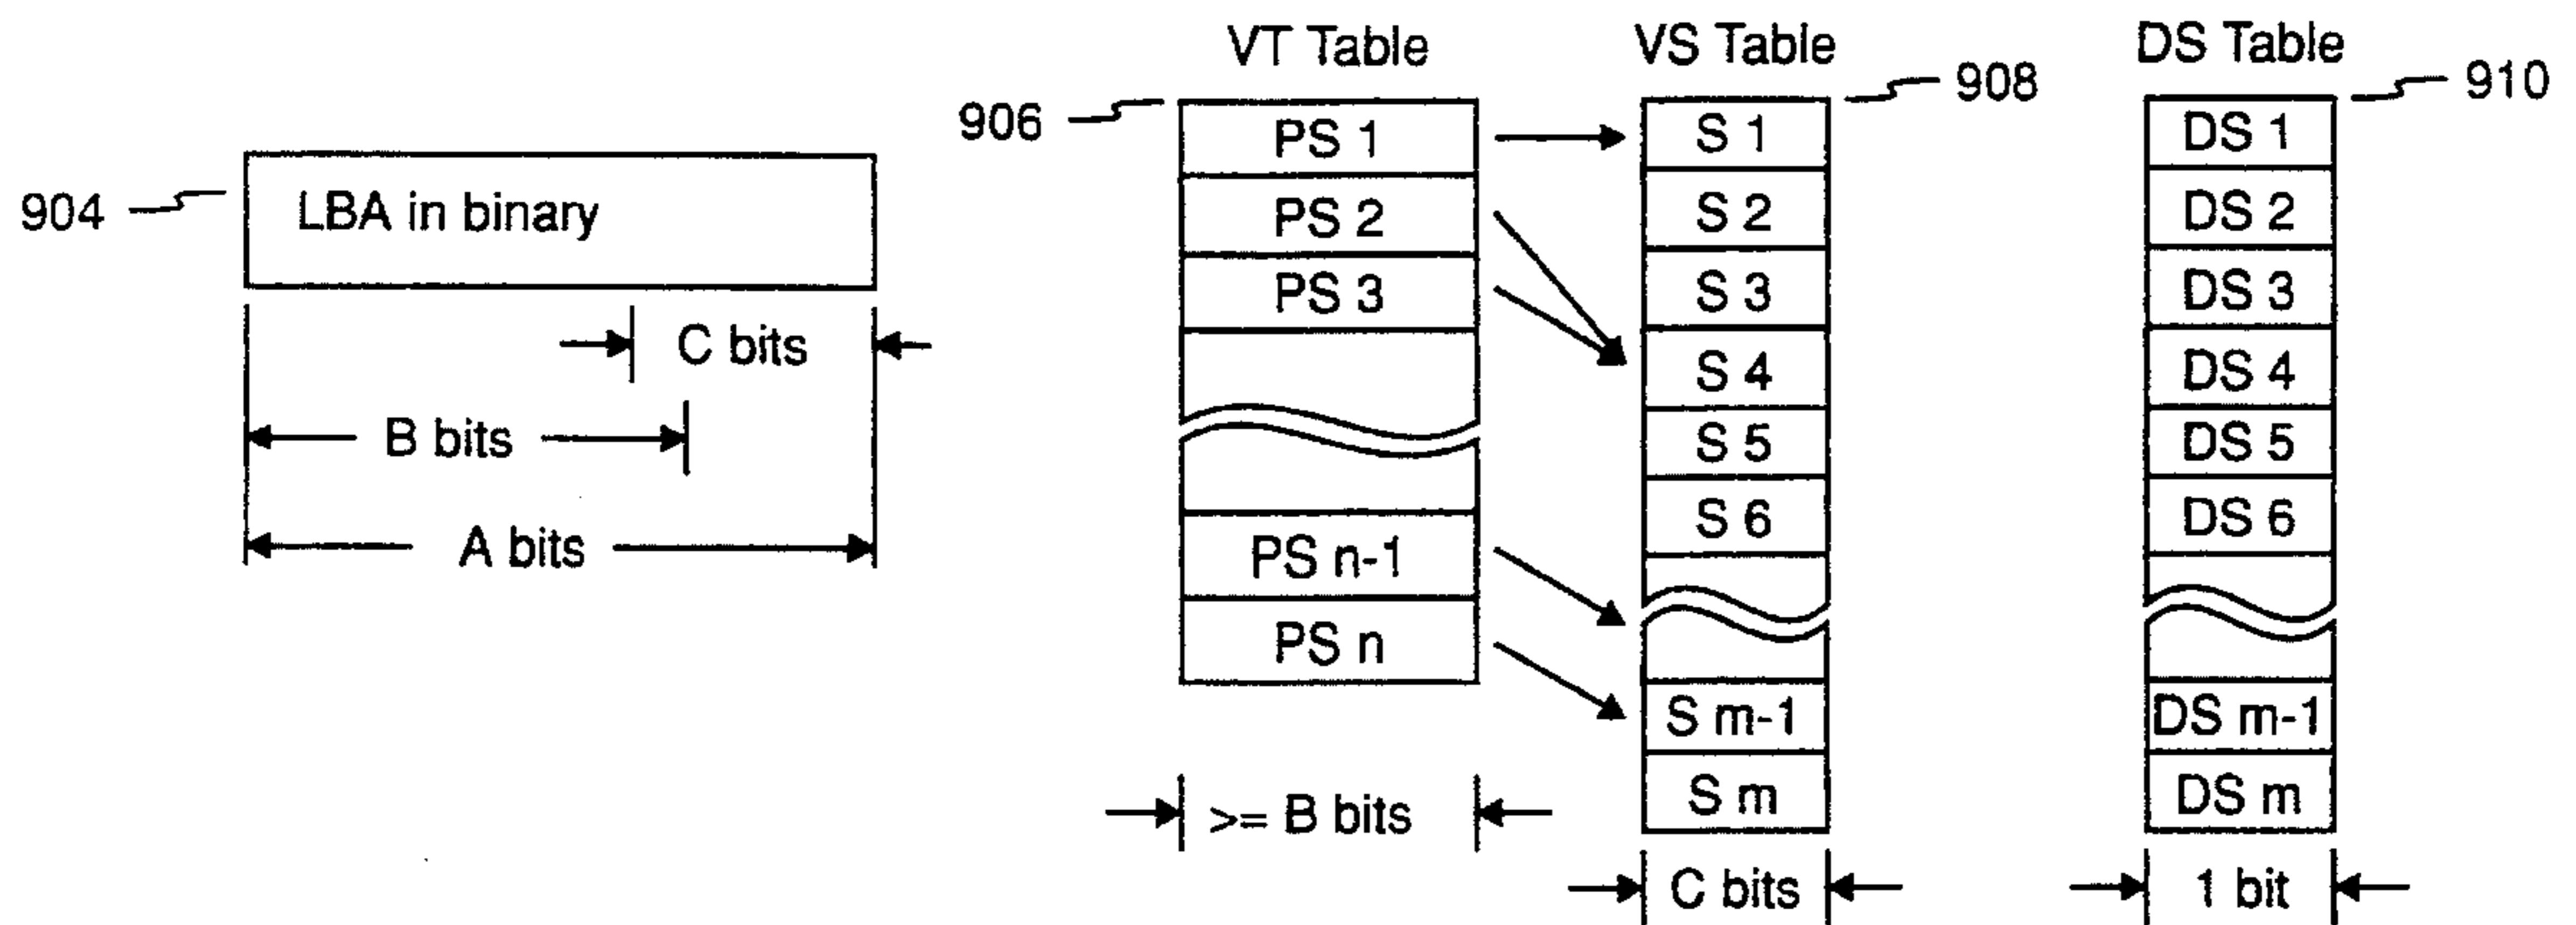 904
LBA in binary
C bits
B bits
A bits
VT Table
906
PS 1
PS 2
PS 3
PS n-1
PS n
>= B bits
VS Table
908
S 1
S 2
S 3
S 4
S 5
S 6
S m-1
S m
C bits
DS Table
910
DS 1
DS 2
DS 3
DS 4
DS 5
DS 6
DS m-1
DS m
1 bit